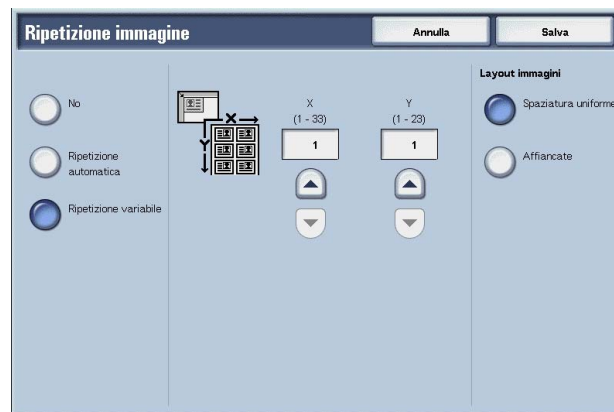 Ripetizione immagine
Annulla
Salva
Layout immagini
No
Ripetizione
automatica
Ripetizione variabile
X
Y
X
(1 - 33)
1
Y
(1 - 23)
1
Spaziatura uniforme
Affiancate